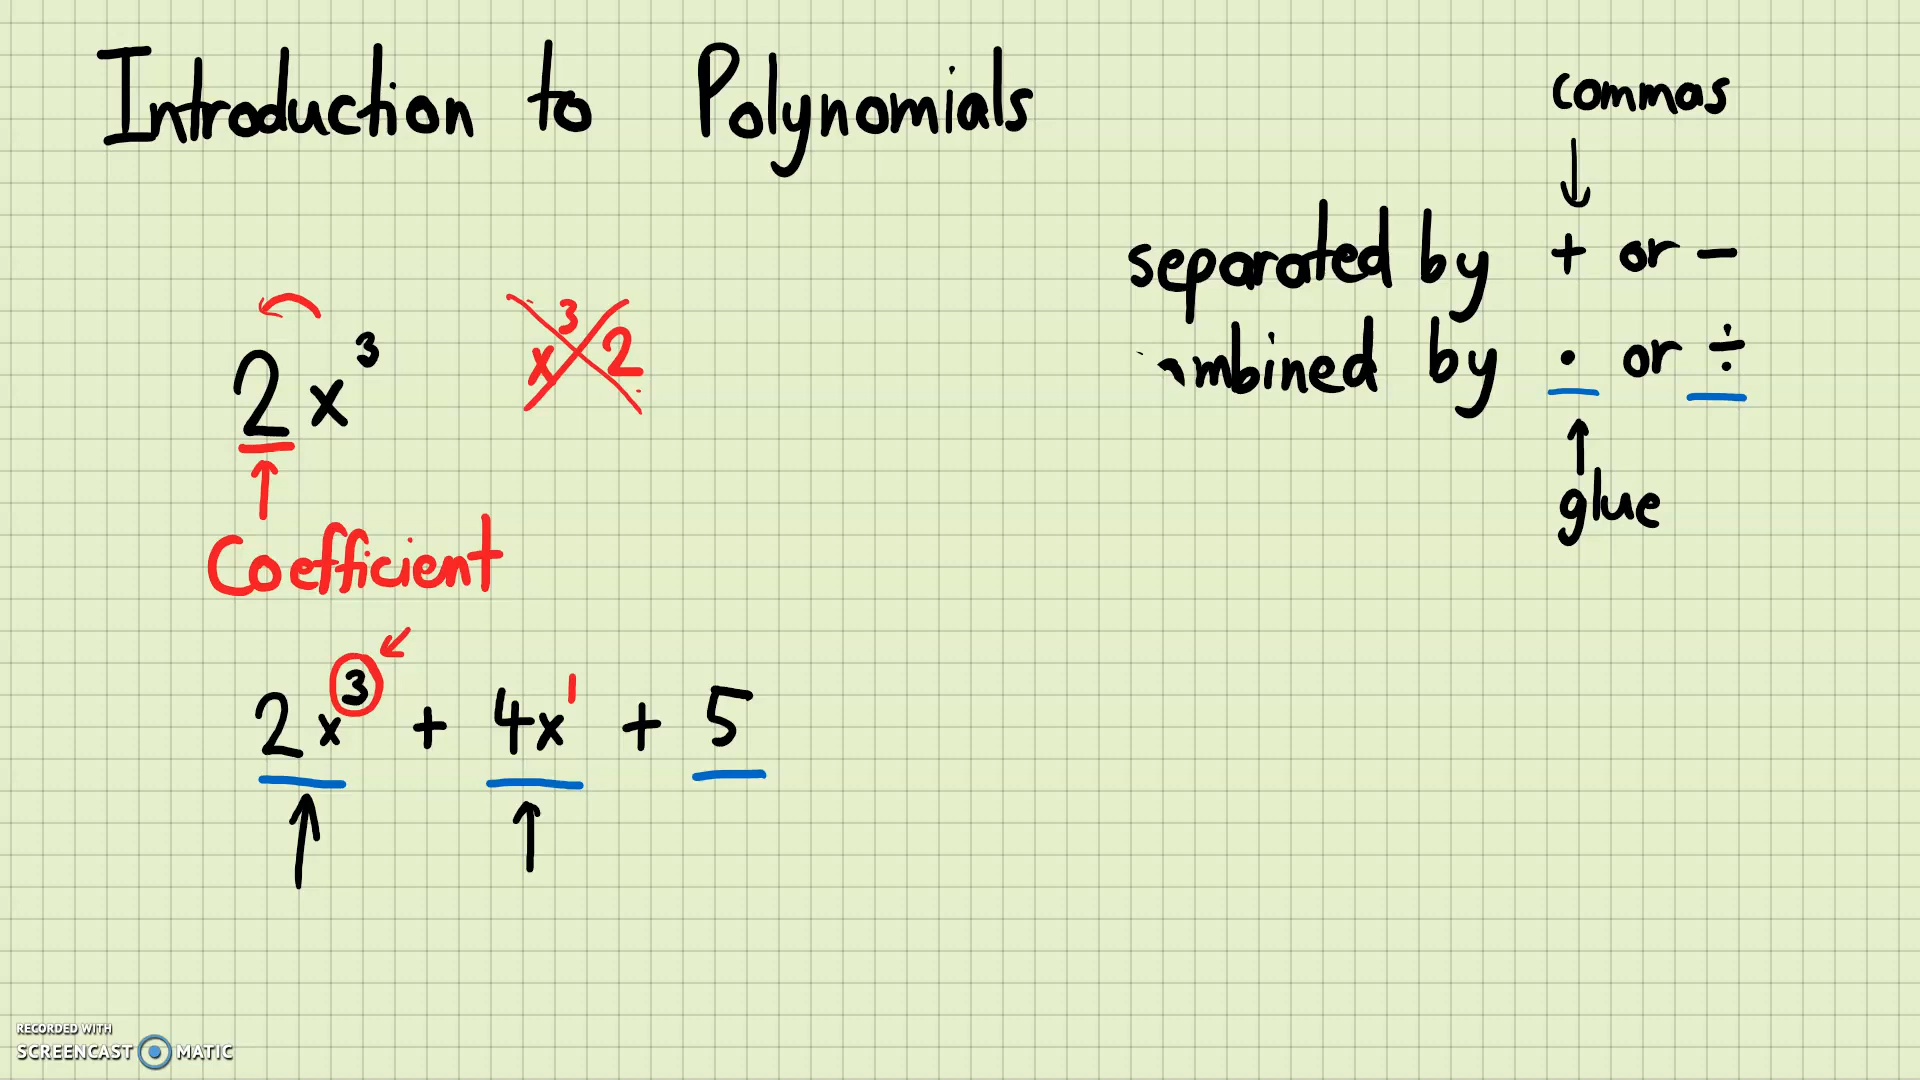 Introduction to Polynomials
commas
separated by + or −
by · or ÷
glue
2x³
x³2
Coefficient
2x³ + 4x¹ + 5
RECORDED WITH
SCREENCAST MATIC